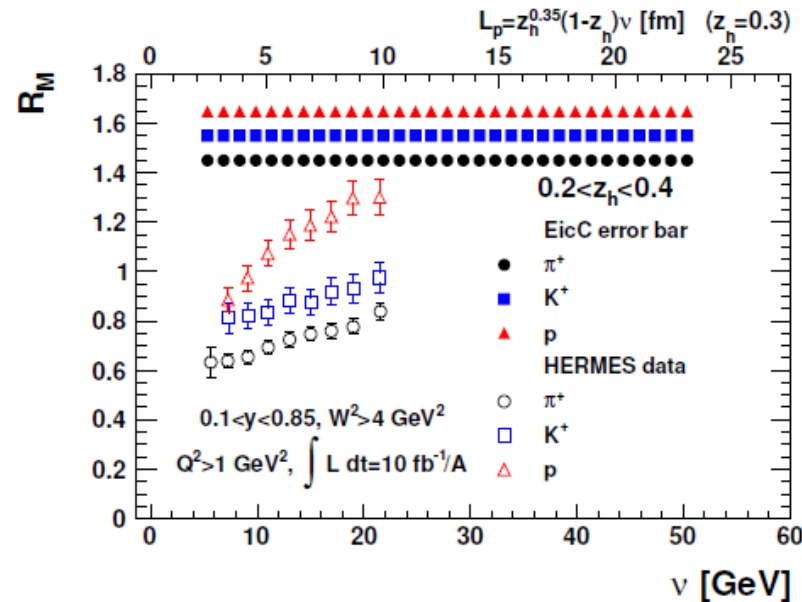 L_p=z_h^0.35(1-z_h)ν [fm] (z_h=0.3)
0 5 10 15 20 25
R_M
1.8
1.6
1.4
1.2
1
0.8
0.6
0.4
0.2
0
0.2<z_h<0.4
EicC error bar
π+
K+
p
HERMES data
π+
K+
p
0.1<y<0.85, W²>4 GeV²
Q²>1 GeV², ∫ L dt=10 fb⁻¹/A
0 10 20 30 40 50 60
ν [GeV]